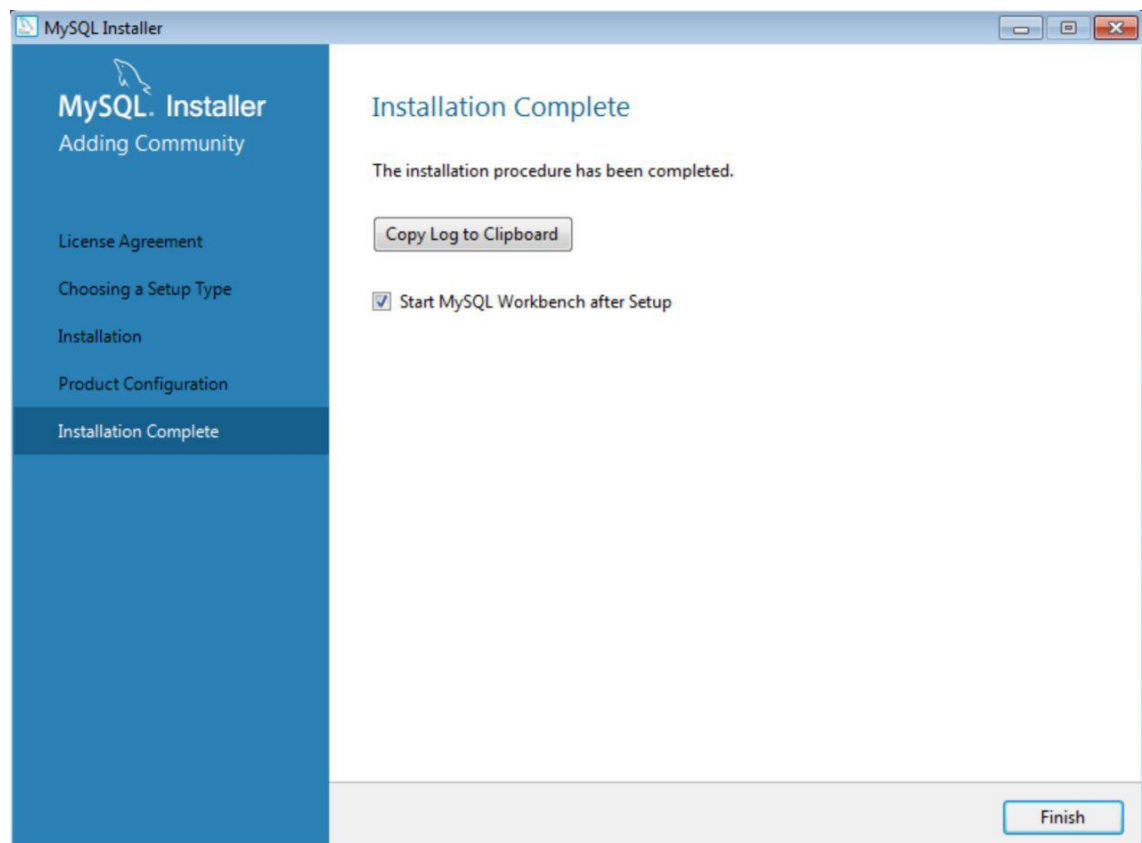 MySQL Installer
MySQL. Installer
Adding Community
License Agreement
Choosing a Setup Type
Installation
Product Configuration
Installation Complete
Installation Complete
The installation procedure has been completed.
Copy Log to Clipboard
Start MySQL Workbench after Setup
Finish